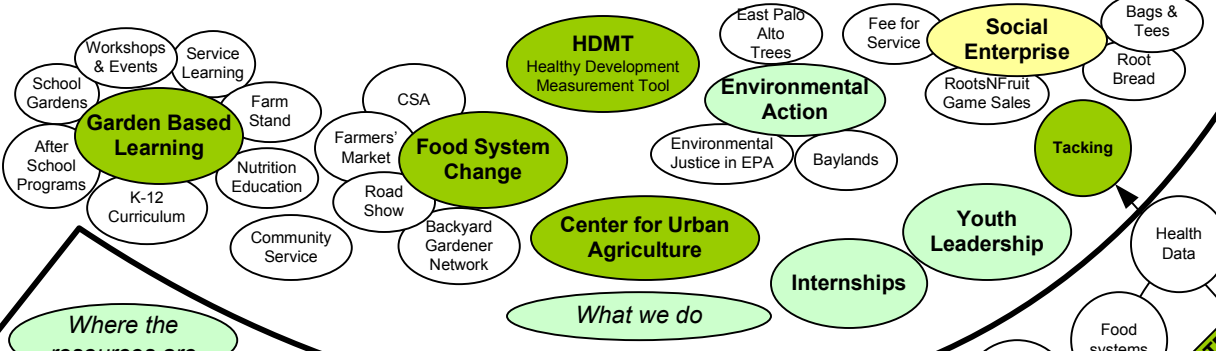 Workshops
& Events
Service
Learning
School
Gardens
Garden Based
Learning
Farm
Stand
After
School
Programs
Nutrition
Education
K-12
Curriculum
Community
Service
CSA
Farmers’
Market
Food System
Change
Road
Show
Backyard
Gardener
Network
HDMT
Healthy Development
Measurement Tool
Center for Urban
Agriculture
What we do
East Palo
Alto
Trees
Environmental
Action
Environmental
Justice in EPA
Baylands
Fee for
Service
Social
Enterprise
Bags &
Tees
Root
Bread
RootsNFruit
Game Sales
Tacking
Youth
Leadership
Internships
Health
Data
Food
systems
Where the
resources are